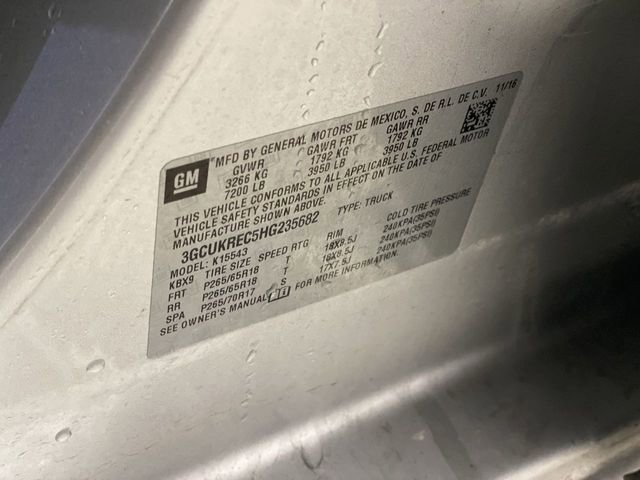 GM
MFD BY GENERAL MOTORS DE MEXICO, S. DE R.L. DE C.V. 11/16
GVWR GAWR FRT GAWR RR
3266 KG 1792 KG 1792 KG
7200 LB 3950 LB 3950 LB
THIS VEHICLE CONFORMS TO ALL APPLICABLE U.S. FEDERAL MOTOR
VEHICLE SAFETY STANDARDS IN EFFECT ON THE DATE OF
MANUFACTURE SHOWN ABOVE.
3GCUKREC5HG235682 TYPE: TRUCK
MODEL: K15543
KBX9 TIRE SIZE SPEED RTG RIM COLD TIRE PRESSURE
FRT P265/65R18 T 18X8.5J 240KPA(35PSI)
RR P265/65R18 T 18X8.5J 240KPA(35PSI)
SPA P265/70R17 S 17X7.5J 240KPA(35PSI)
SEE OWNER'S MANUAL FOR MORE INFORMATION.